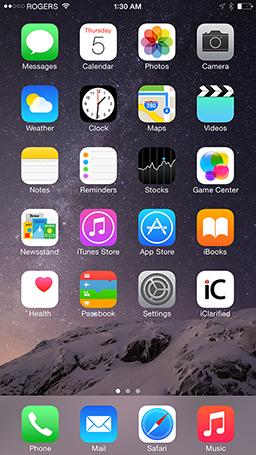 ROGERS 1:30 AM
Thursday
5
280
iC
Messages Calendar Photos Camera
Weather Clock Maps Videos
Notes Reminders Stocks Game Center
Newsstand iTunes Store App Store iBooks
Health Passbook Settings iClarified
Phone Mail Safari Music